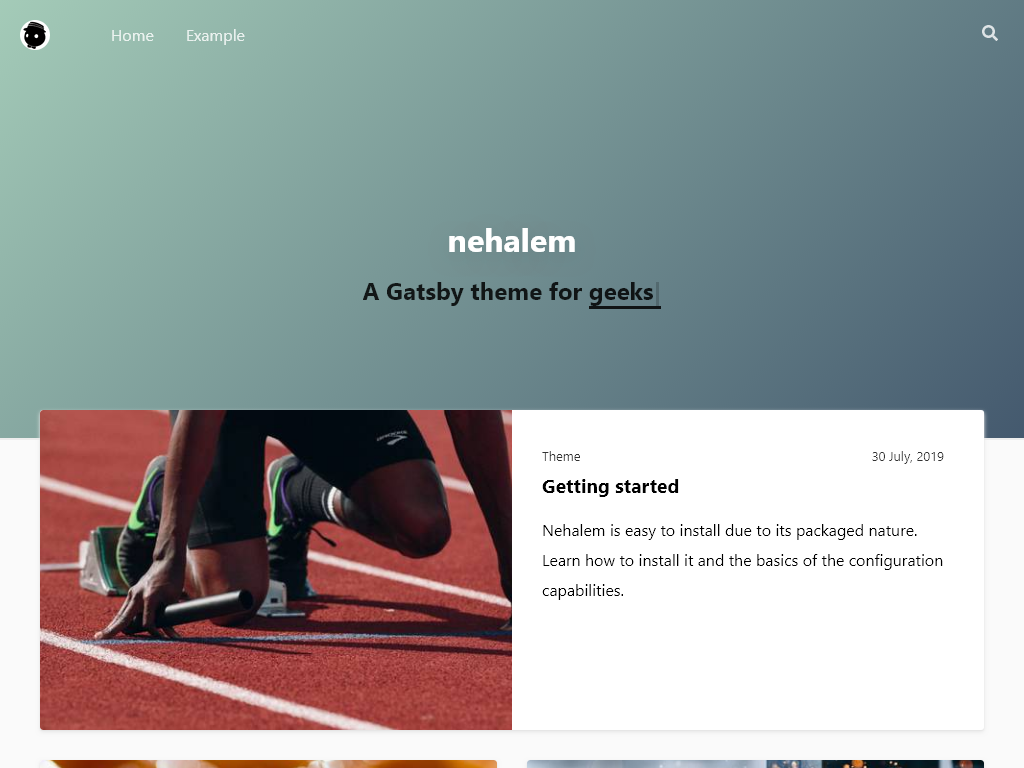 Home Example
nehalem
A Gatsby theme for geeks
Theme 30 July, 2019
Getting started
Nehalem is easy to install due to its packaged nature.
Learn how to install it and the basics of the configuration
capabilities.